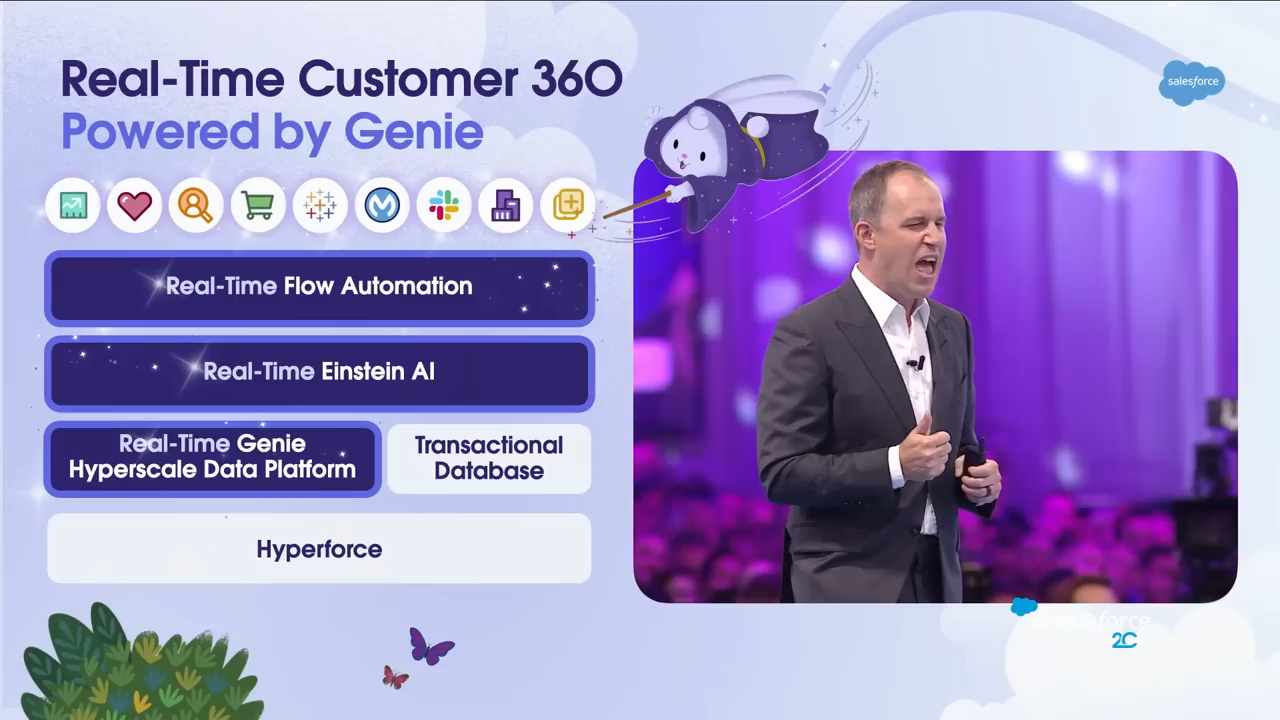 Real-Time Customer 360
Powered by Genie
salesforce
Real-Time Flow Automation
Real-Time Einstein AI
Real-Time Genie
Hyperscale Data Platform
Transactional
Database
Hyperforce